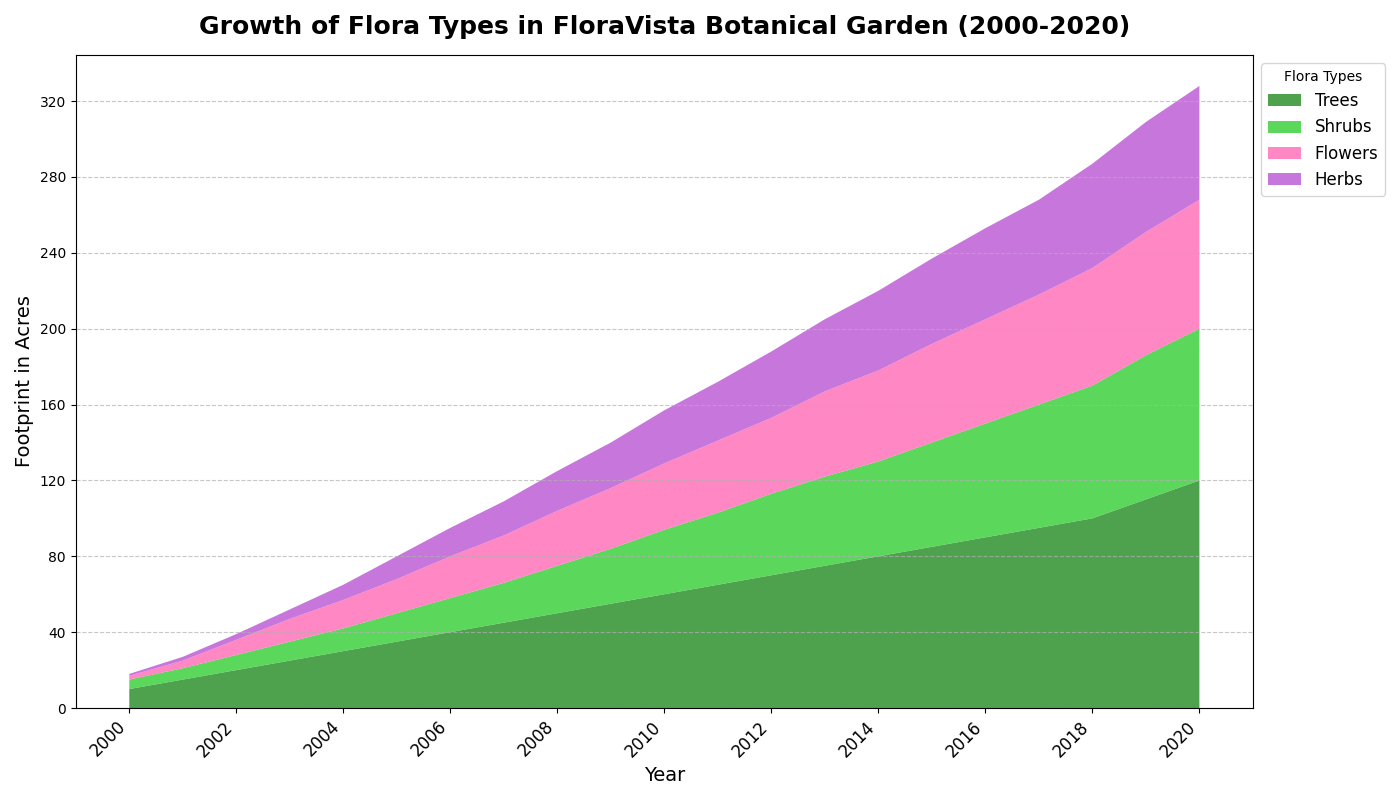 Growth of Flora Types in FloraVista Botanical Garden (2000-2020)
Flora Types
Trees
Shrubs
Flowers
Herbs
Footprint in Acres
320
280
240
200
160
120
80
40
0
2000
2002
2004
2006
2008
2010
2012
2014
2016
2018
2020
Year